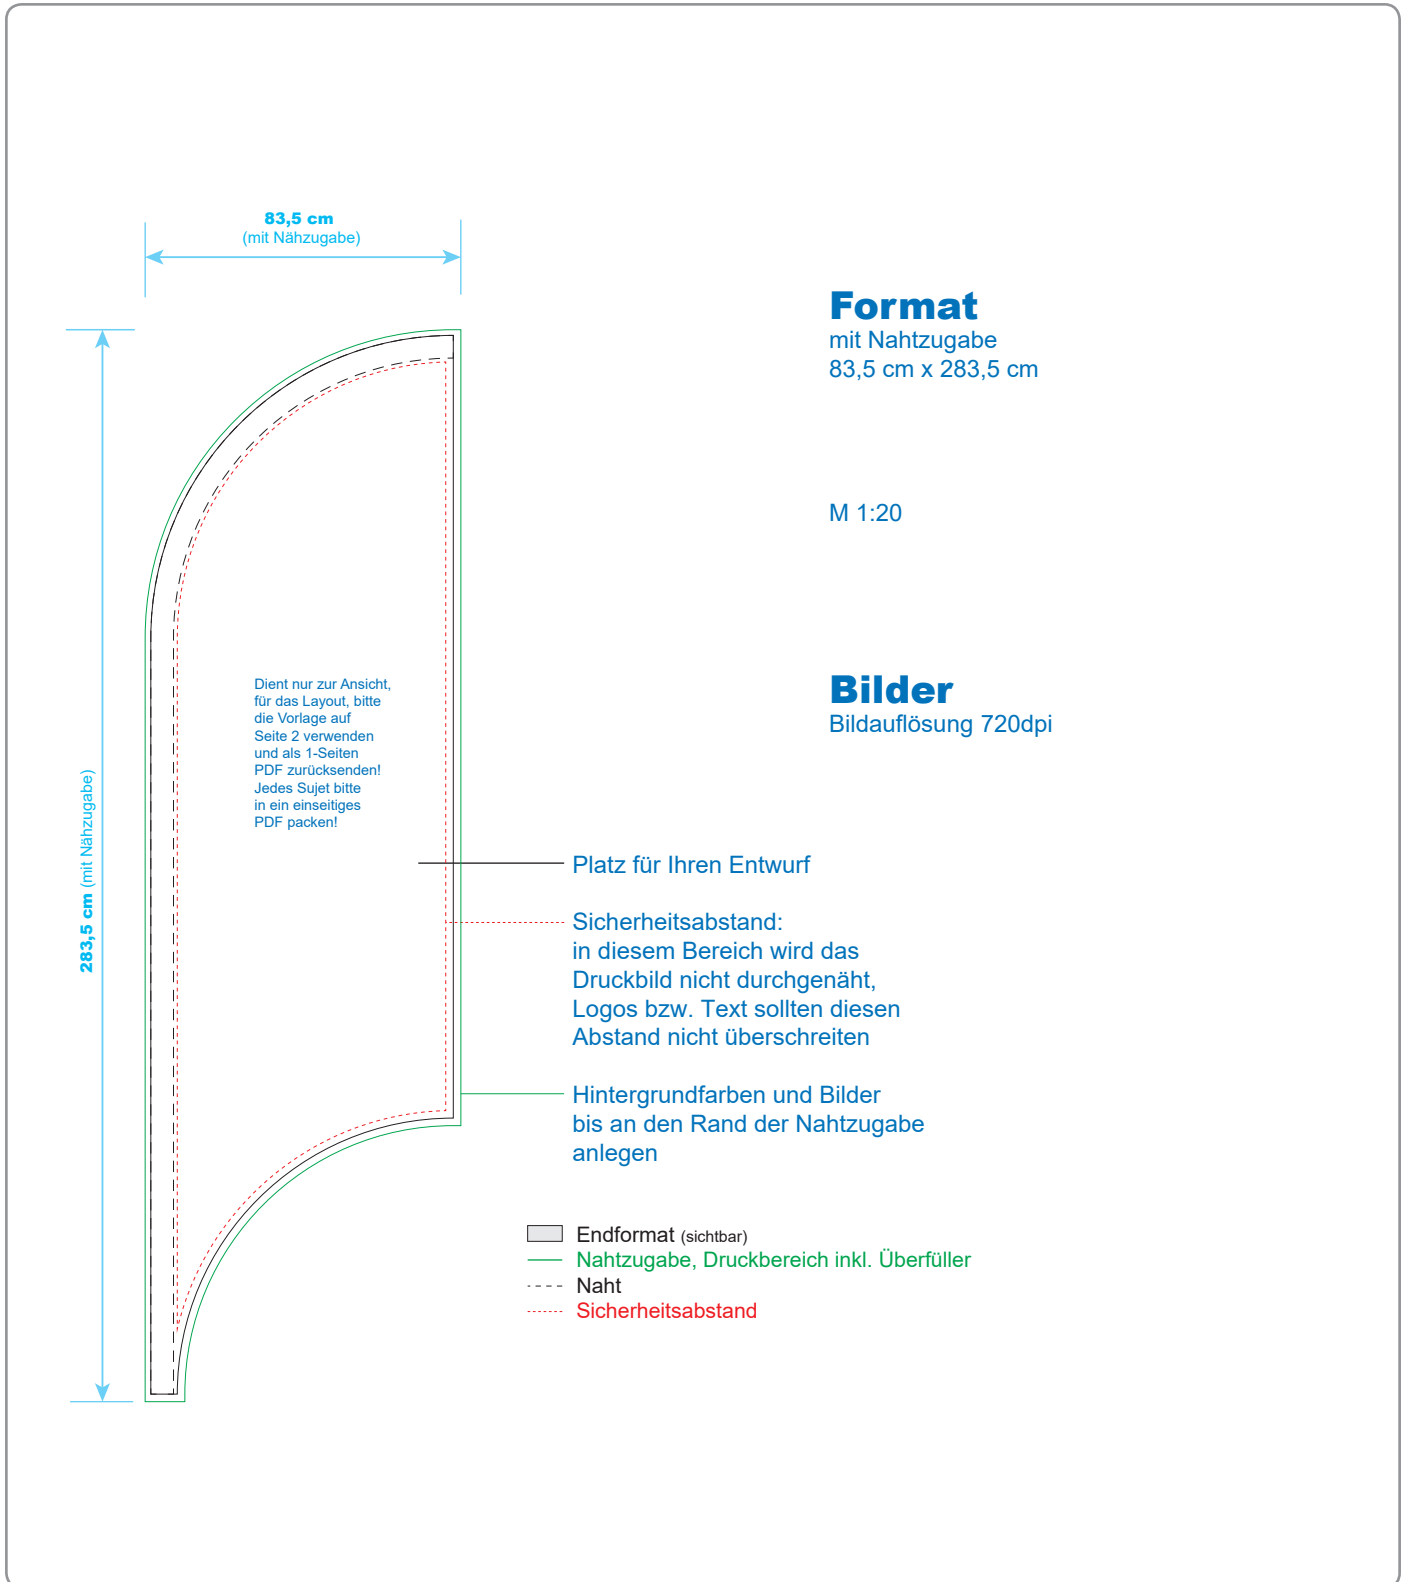 83,5 cm
(mit Nähzugabe)
Format
mit Nahtzugabe
83,5 cm x 283,5 cm
M 1:20
Bilder
Bildauflösung 720dpi
283,5 cm (mit Nähzugabe)
Dient nur zur Ansicht,
für das Layout, bitte
die Vorlage auf
Seite 2 verwenden
und als 1-Seiten
PDF zurücksenden!
Jedes Sujet bitte
in ein einseitiges
PDF packen!
Platz für Ihren Entwurf
Sicherheitsabstand:
in diesem Bereich wird das
Druckbild nicht durchgenäht,
Logos bzw. Text sollten diesen
Abstand nicht überschreiten
Hintergrundfarben und Bilder
bis an den Rand der Nahtzugabe
anlegen
Endformat (sichtbar)
Nahtzugabe, Druckbereich inkl. Überfüller
Naht
Sicherheitsabstand